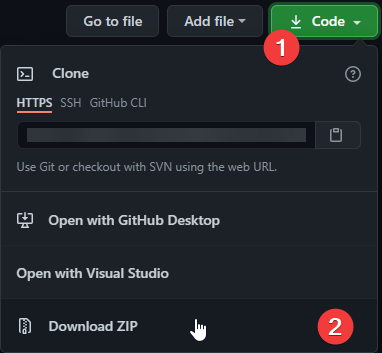 Go to file Add file Code
1
Clone
HTTPS SSH GitHub CLI
Use Git or checkout with SVN using the web URL.
Open with GitHub Desktop
Open with Visual Studio
Download ZIP 2